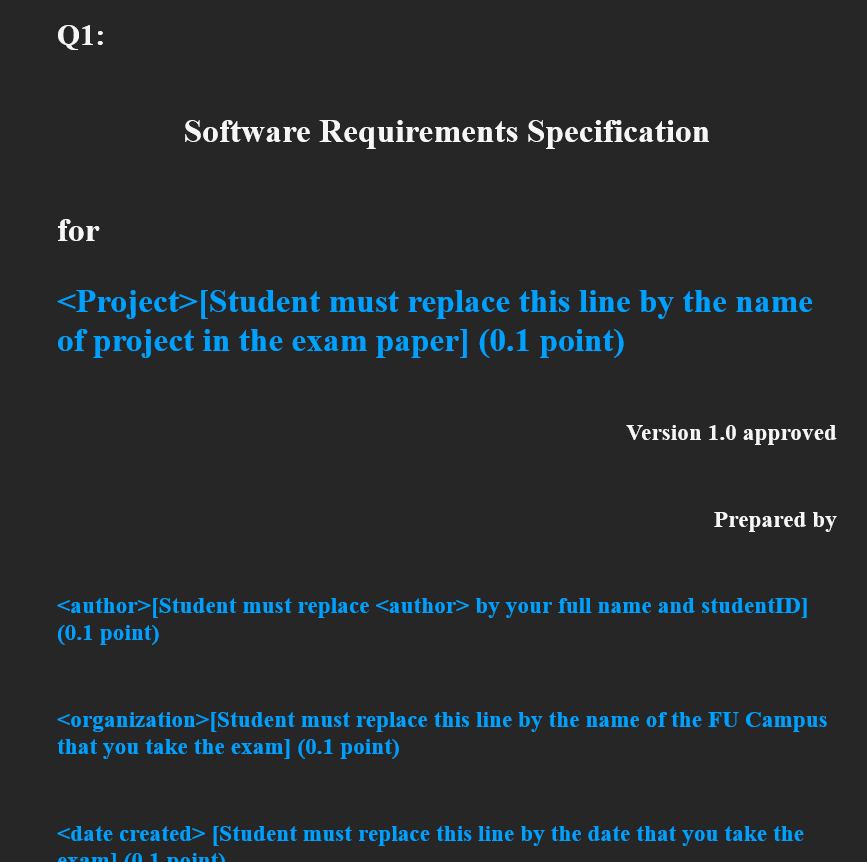 Q1:
Software Requirements Specification
for
<Project>[Student must replace this line by the name
of project in the exam paper] (0.1 point)
Version 1.0 approved
Prepared by
<author>[Student must replace <author> by your full name and studentID]
(0.1 point)
<organization>[Student must replace this line by the name of the FU Campus
that you take the exam] (0.1 point)
<date created> [Student must replace this line by the date that you take the
exam] (0.1 point)